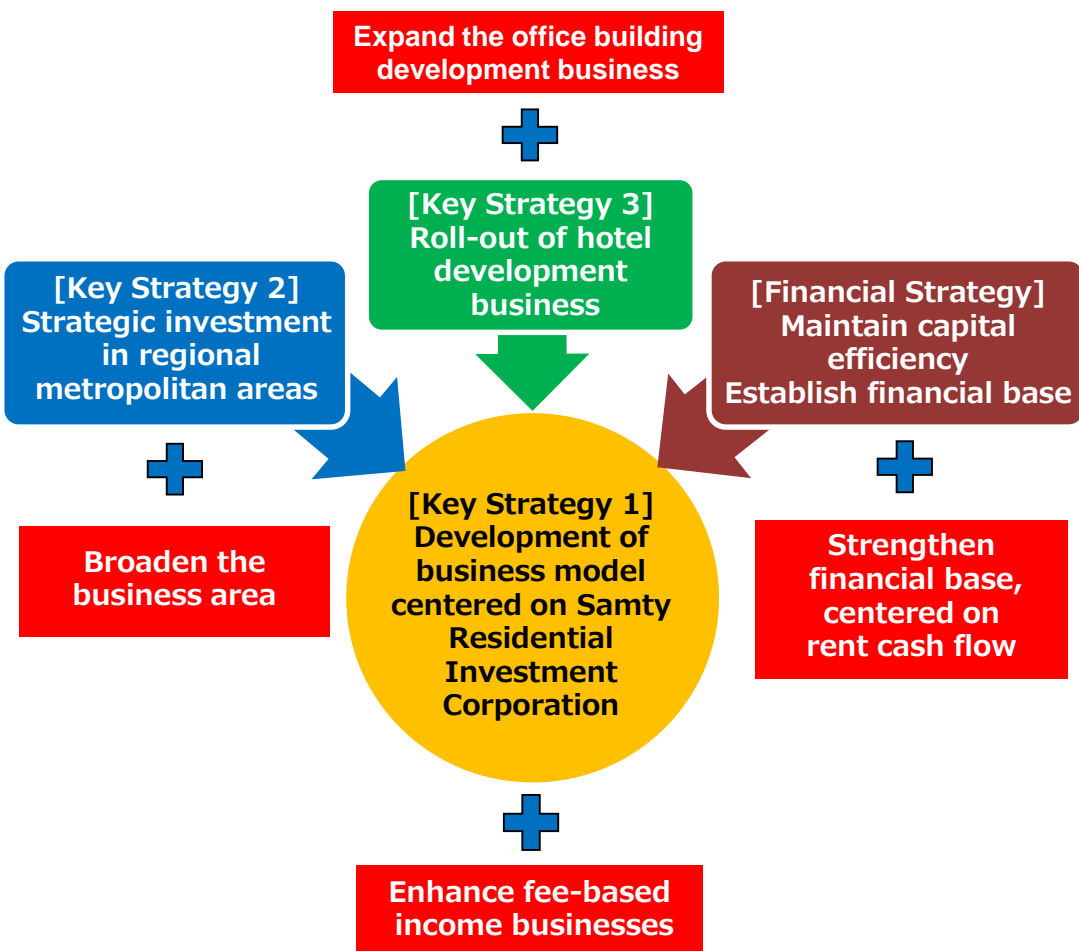 Expand the office building
development business
[Key Strategy 3]
Roll-out of hotel
development
business
[Key Strategy 2]
Strategic investment
in regional
metropolitan areas
[Financial Strategy]
Maintain capital
efficiency
Establish financial base
[Key Strategy 1]
Development of
business model
centered on Samty
Residential
Investment
Corporation
Broaden the
business area
Strengthen
financial base,
centered on
rent cash flow
Enhance fee-based
income businesses